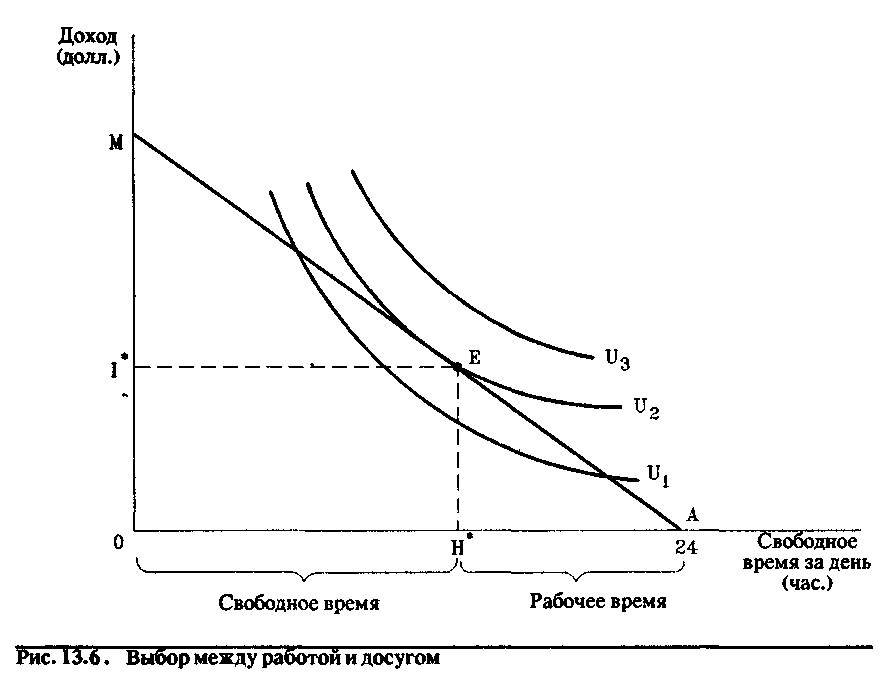 Доход
(долл.)
M
I*
E
U3
U2
U1
A
0
H*
24
Свободное
время за день
(час.)
Свободное время
Рабочее время
Рис. 13.6. Выбор между работой и досугом